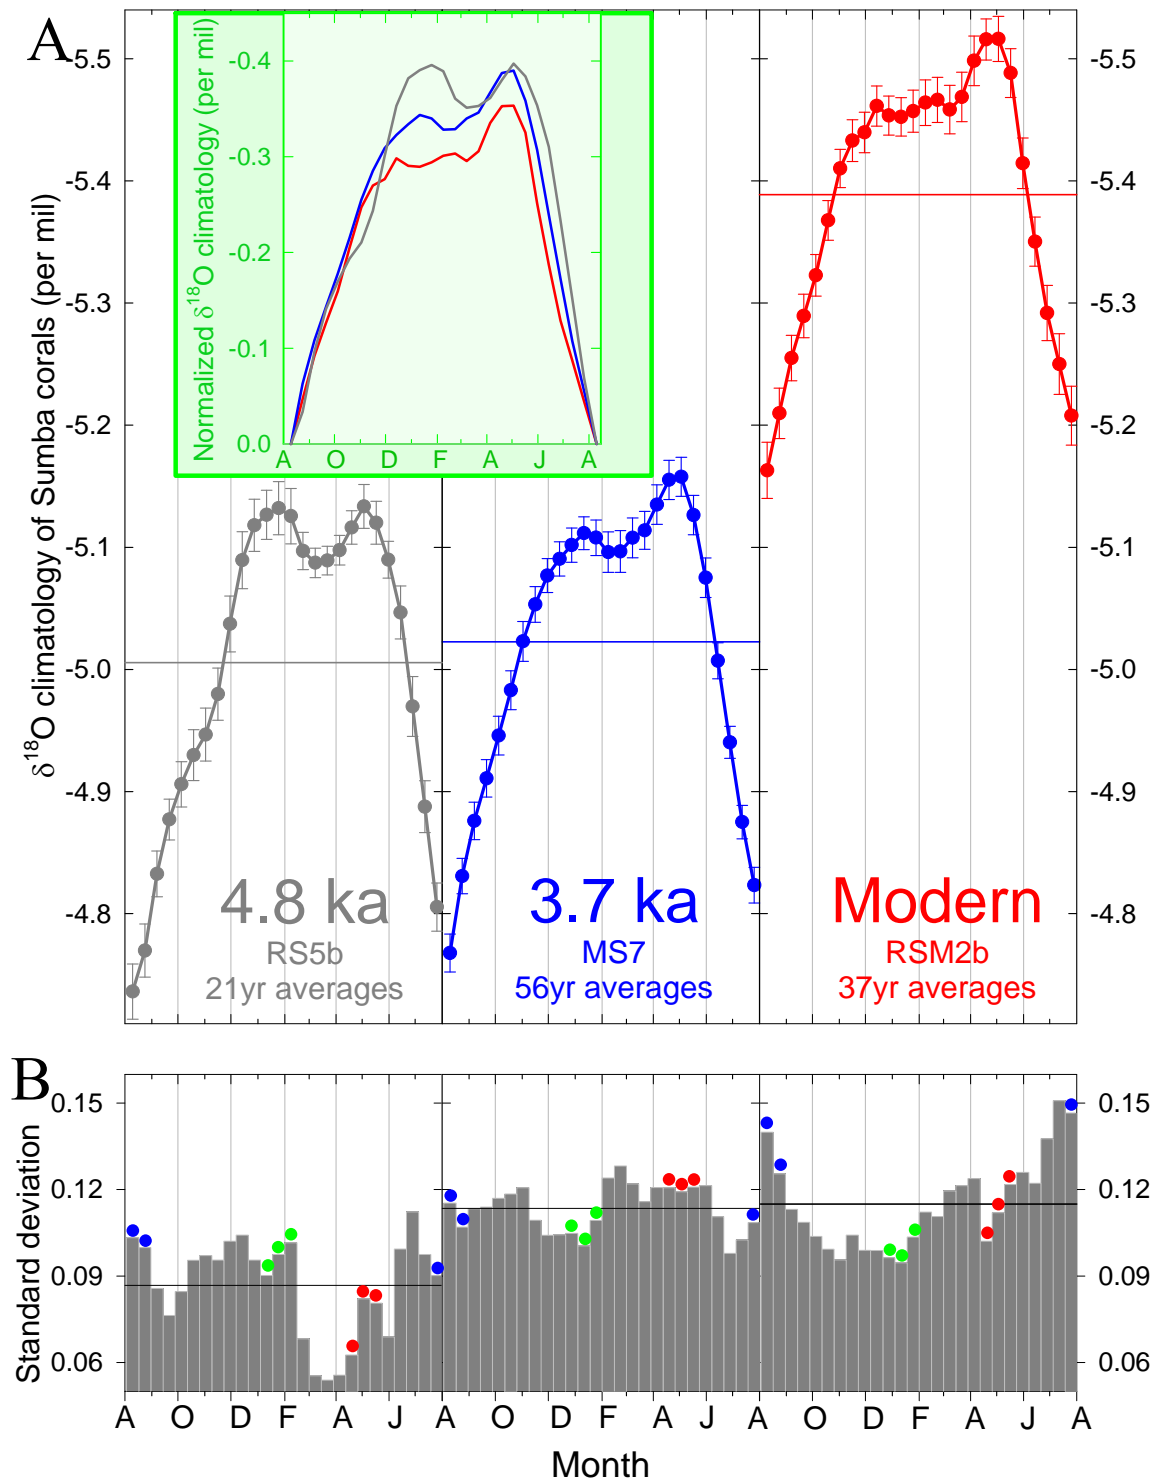 A
δ18O climatology of Sumba corals (per mil)
-5.5
-5.4
-5.3
-5.2
-5.1
-5.0
-4.9
-4.8
Normalized δ18O climatology (per mil)
-0.4
-0.3
-0.2
-0.1
0.0
A O D F A J A
-5.5
-5.4
-5.3
-5.2
-5.1
-5.0
-4.9
-4.8
4.8 ka
RS5b
21yr averages
3.7 ka
MS7
56yr averages
Modern
RSM2b
37yr averages
B
Standard deviation
0.15
0.12
0.09
0.06
0.15
0.12
0.09
0.06
A O D F A J A O D F A J A O D F A J A
Month